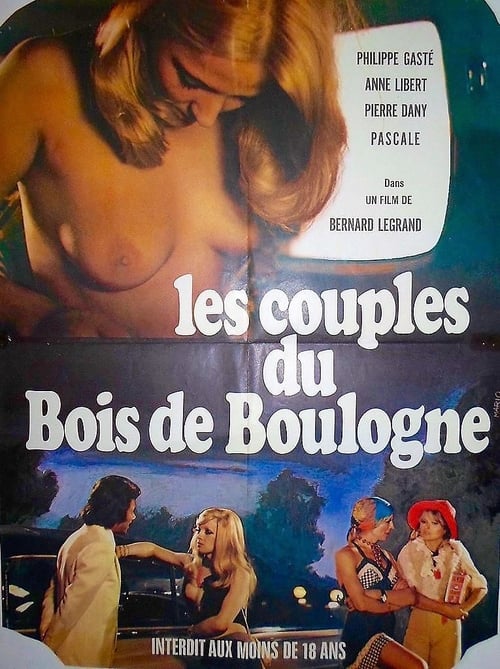 PHILIPPE GASTÉ
ANNE LIBERT
PIERRE DANY
PASCALE
Dans
UN FILM DE
BERNARD LEGRAND
les couples
du
Bois de Boulogne
MARIO
INTERDIT AUX MOINS DE 18 ANS